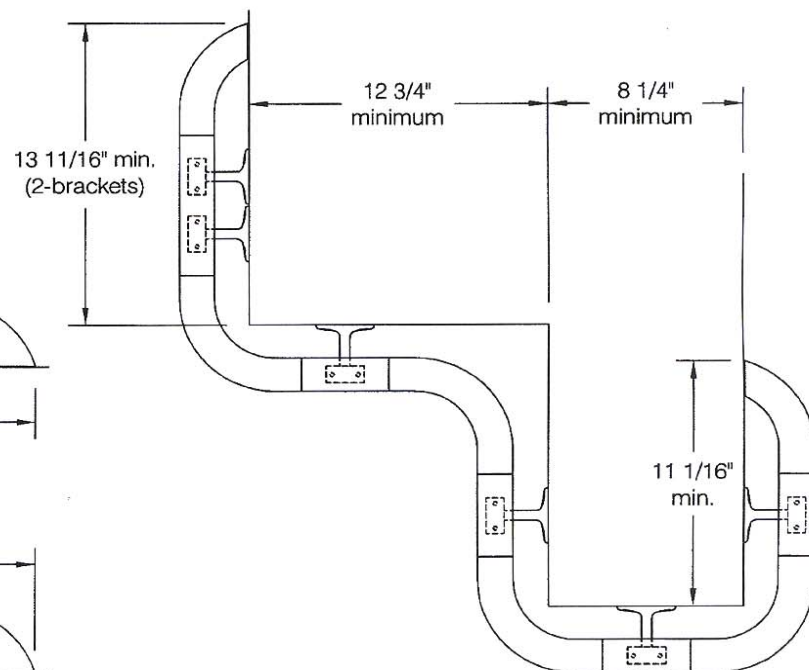 12 3/4"
minimum
8 1/4"
minimum
13 11/16" min.
(2-brackets)
11 1/16"
min.